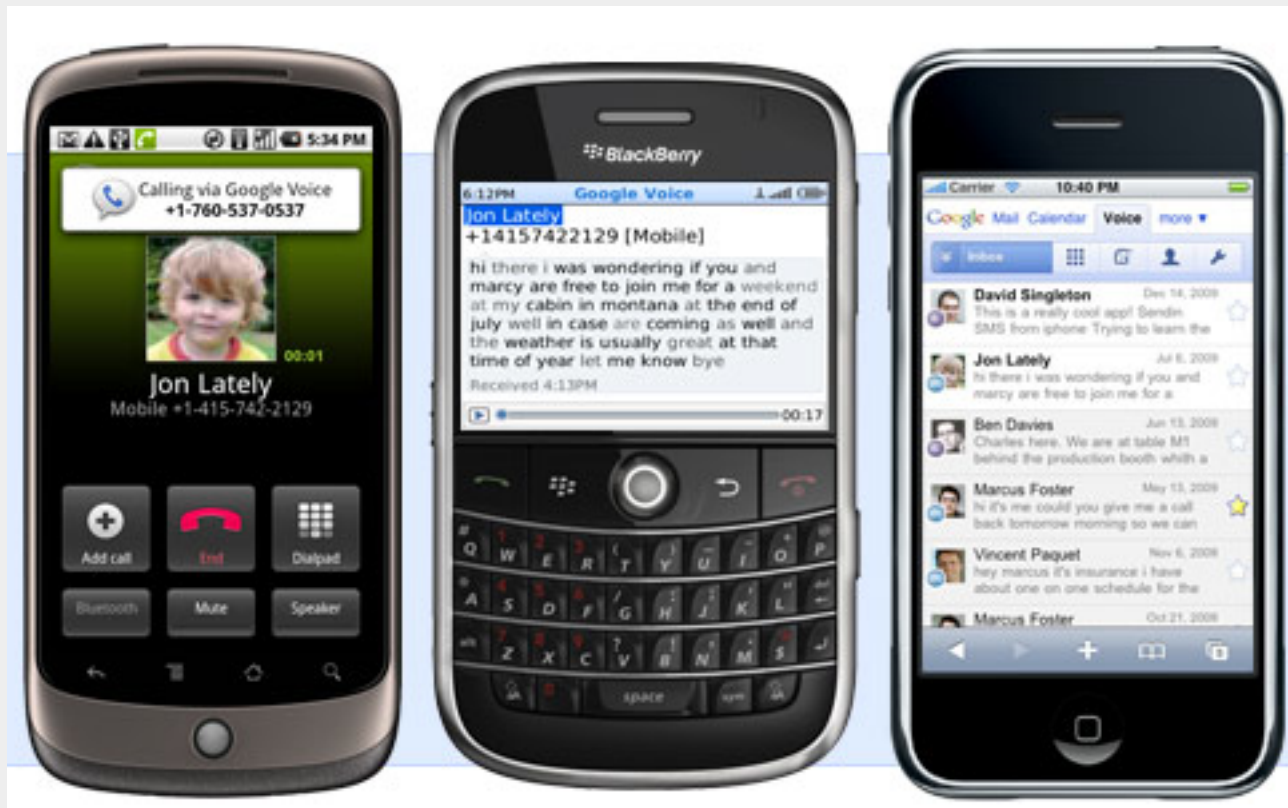 5:34 PM
Calling via Google Voice
+1-760-537-0537
00:01
Jon Lately
Mobile +1-415-742-2129
Add call
End
Dialpad
Bluetooth
Mute
Speaker
BlackBerry
6:12PM Google Voice
Jon Lately
+14157422129 [Mobile]
hi there i was wondering if you and
marcy are free to join me for a weekend
at my cabin in montana at the end of
july well in case are coming as well and
the weather is usually great at that
time of year let me know bye
Received 4:13PM
00:17
Q W E R T Y U I O P
A S D F G H J K L
alt Z X C V B N M $
space sym
Carrier 10:40 PM
Google Mail Calendar Voice more ▼
Inbox
David Singleton Dec 14, 2009
This is a really cool app! Sendin
SMS from iphone Trying to learn the
Jon Lately Jul 6, 2009
hi there i was wondering if you and
marcy are free to join me for a
Ben Davies Jun 13, 2009
Charles here. We are at table M1
behind the production booth whith a
Marcus Foster May 13, 2009
hi it's me could you give me a call
back tomorrow morning so we can
Vincent Paquet Nov 6, 2009
hey marcus it's insurance i have
about one on one schedule for the
Marcus Foster Oct 21, 2009